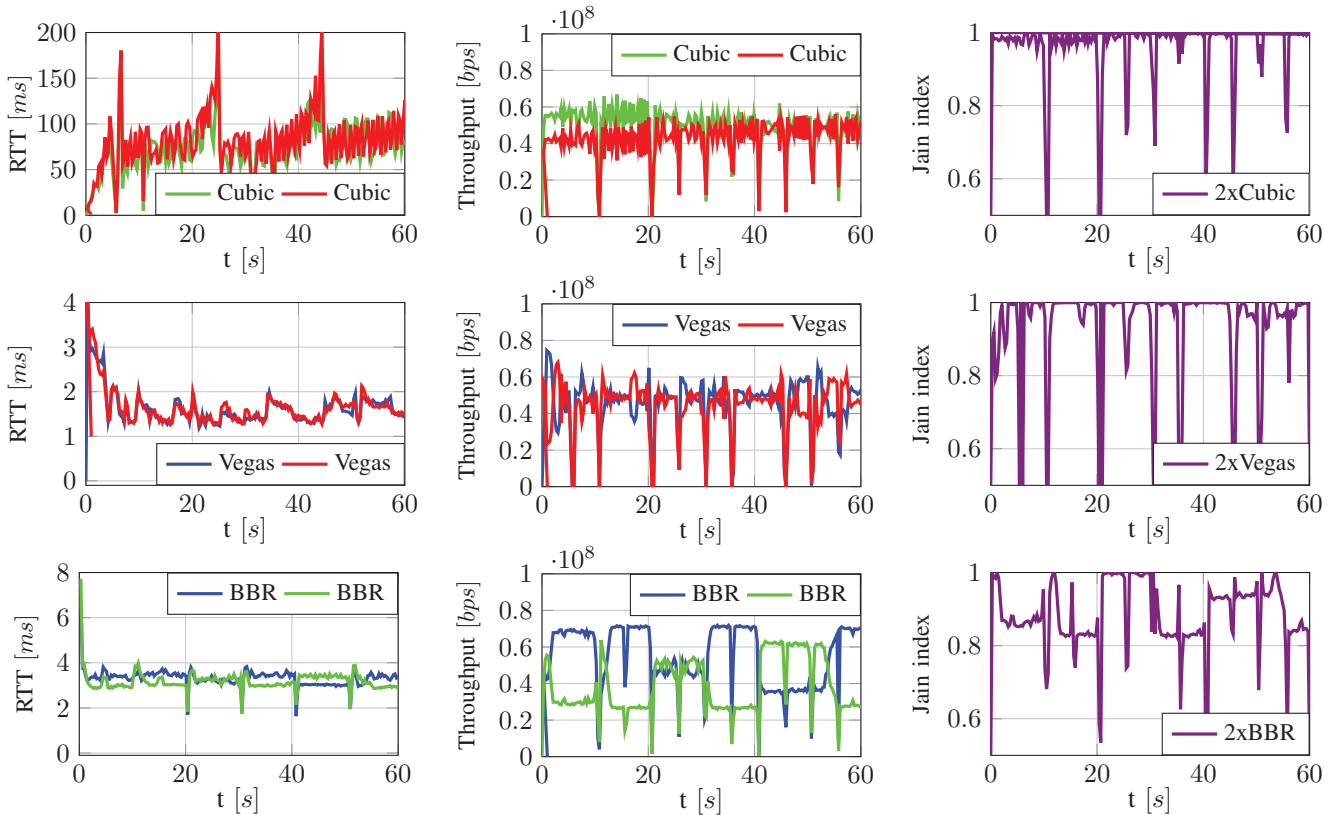 ·10^8
200
150
100
50
0
RTT [ms]
Cubic Cubic
0 20 40 60
t [s]
1
0.8
0.6
0.4
0.2
0
Throughput [bps]
Cubic Cubic
0 20 40 60
t [s]
1
0.8
0.6
Jain index
2xCubic
0 20 40 60
t [s]
4
3
2
1
0
RTT [ms]
Vegas Vegas
0 20 40 60
t [s]
·10^8
1
0.8
0.6
0.4
0.2
0
Throughput [bps]
Vegas Vegas
0 20 40 60
t [s]
1
0.8
0.6
Jain index
2xVegas
0 20 40 60
t [s]
8
6
4
2
0
RTT [ms]
BBR BBR
0 20 40 60
t [s]
·10^8
1
0.8
0.6
0.4
0.2
0
Throughput [bps]
BBR BBR
0 20 40 60
t [s]
1
0.8
0.6
Jain index
2xBBR
0 20 40 60
t [s]